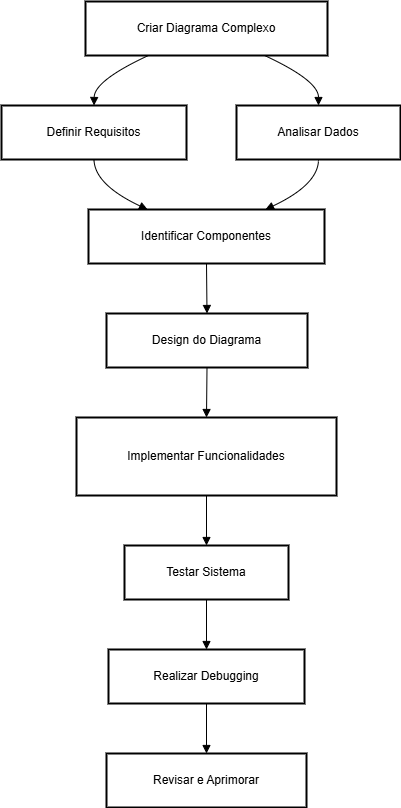 Criar Diagrama Complexo
Definir Requisitos
Analisar Dados
Identificar Componentes
Design do Diagrama
Implementar Funcionalidades
Testar Sistema
Realizar Debugging
Revisar e Aprimorar